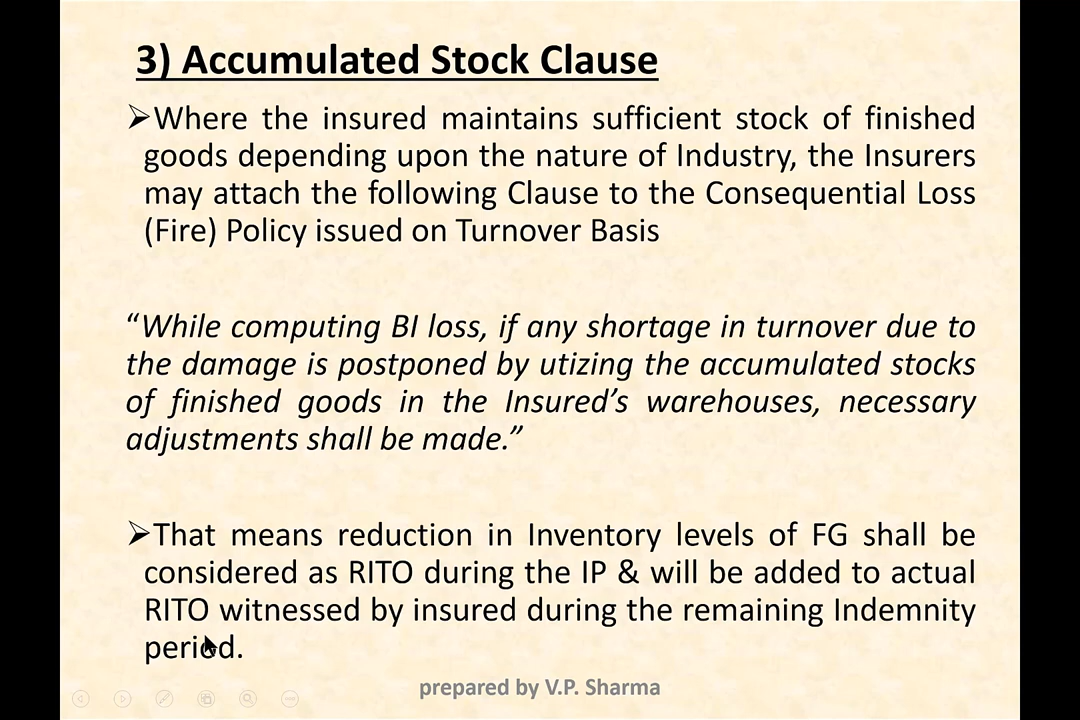 3) Accumulated Stock Clause
➢Where the insured maintains sufficient stock of finished
goods depending upon the nature of Industry, the Insurers
may attach the following Clause to the Consequential Loss
(Fire) Policy issued on Turnover Basis
“While computing BI loss, if any shortage in turnover due to
the damage is postponed by utizing the accumulated stocks
of finished goods in the Insured’s warehouses, necessary
adjustments shall be made.”
➢That means reduction in Inventory levels of FG shall be
considered as RITO during the IP & will be added to actual
RITO witnessed by insured during the remaining Indemnity
period.
prepared by V.P. Sharma